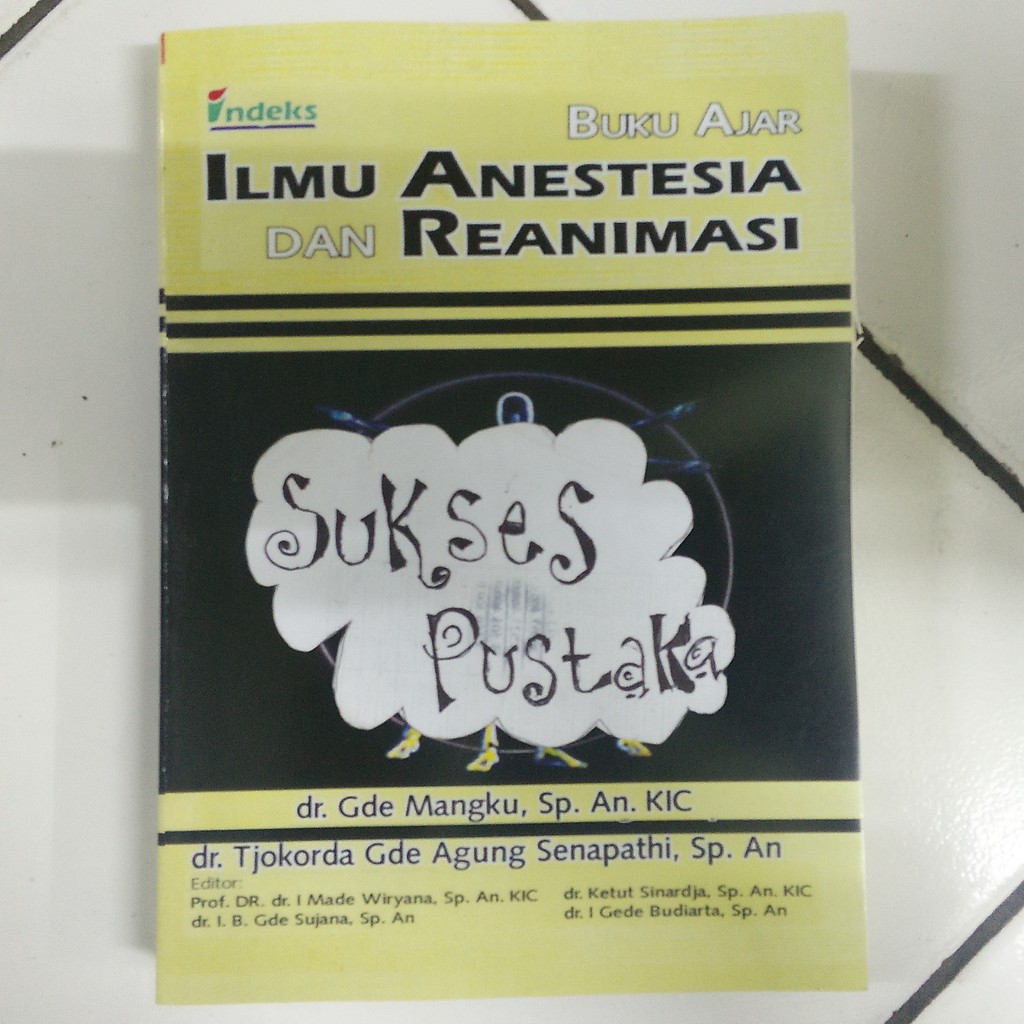 indeks
BUKU AJAR
ILMU ANESTESIA
DAN REANIMASI
Sukses
Pustaka
dr. Gde Mangku, Sp. An. KIC
dr. Tjokorda Gde Agung Senapathi, Sp. An
Editor:
Prof. DR. dr. I Made Wiryana, Sp. An. KIC
dr. I. B. Gde Sujana, Sp. An
dr. Ketut Sinardja, Sp. An. KIC
dr. I Gede Budiarta, Sp. An